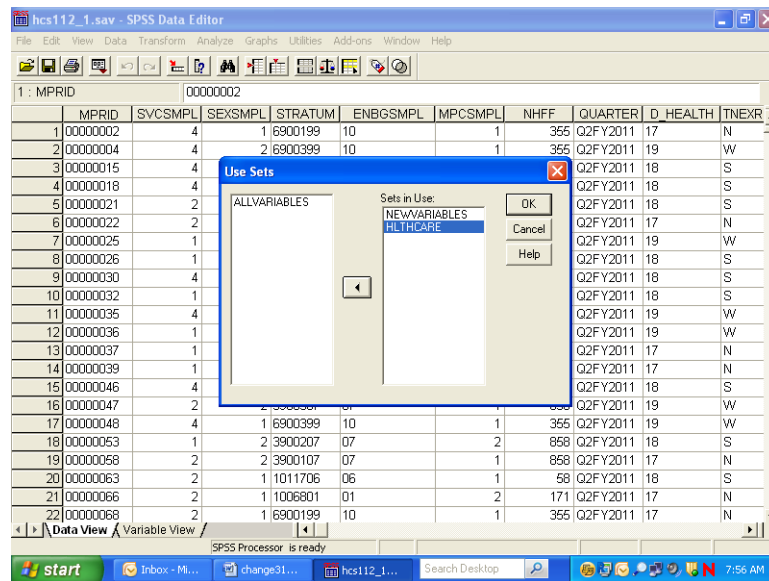 hcs112_1.sav - SPSS Data Editor
File Edit View Data Transform Analyze Graphs Utilities Add-ons Window Help
1 : MPRID 00000002
MPRID SVCSMPL SEXSMPL STRATUM ENBGSMPL MPCSMPL NHFF QUARTER D_HEALTH TNEXR
1 00000002 4 1 6900199 10 1 355 Q2FY2011 17 N
2 00000004 4 2 6900399 10 1 355 Q2FY2011 19 W
3 00000015 4 Q2FY2011 18 S
4 00000018 4 Q2FY2011 18 S
5 00000021 2 Q2FY2011 18 S
6 00000022 2 Q2FY2011 17 N
7 00000025 1 Q2FY2011 19 W
8 00000026 1 Q2FY2011 18 S
9 00000030 4 Q2FY2011 18 S
10 00000032 1 Q2FY2011 18 S
11 00000035 4 Q2FY2011 19 W
12 00000036 1 Q2FY2011 19 W
13 00000037 1 Q2FY2011 17 N
14 00000039 1 Q2FY2011 17 N
15 00000046 4 Q2FY2011 18 S
16 00000047 2 Q2FY2011 19 W
17 00000048 4 1 6900399 10 1 355 Q2FY2011 19 W
18 00000053 1 2 3900207 07 2 858 Q2FY2011 18 S
19 00000058 2 2 3900107 07 1 858 Q2FY2011 17 N
20 00000063 2 1 1011706 06 1 58 Q2FY2011 18 S
21 00000066 2 1 1006801 01 2 171 Q2FY2011 17 N
22 00000068 2 1 6900199 10 1 355 Q2FY2011 17 N
Use Sets
ALLVARIABLES
Sets in Use:
NEWVARIABLES
HLTHCARE
OK
Cancel
Help
Data View Variable View
SPSS Processor is ready
start Inbox - Mi... change31... hcs112_1... Search Desktop N 7:56 AM